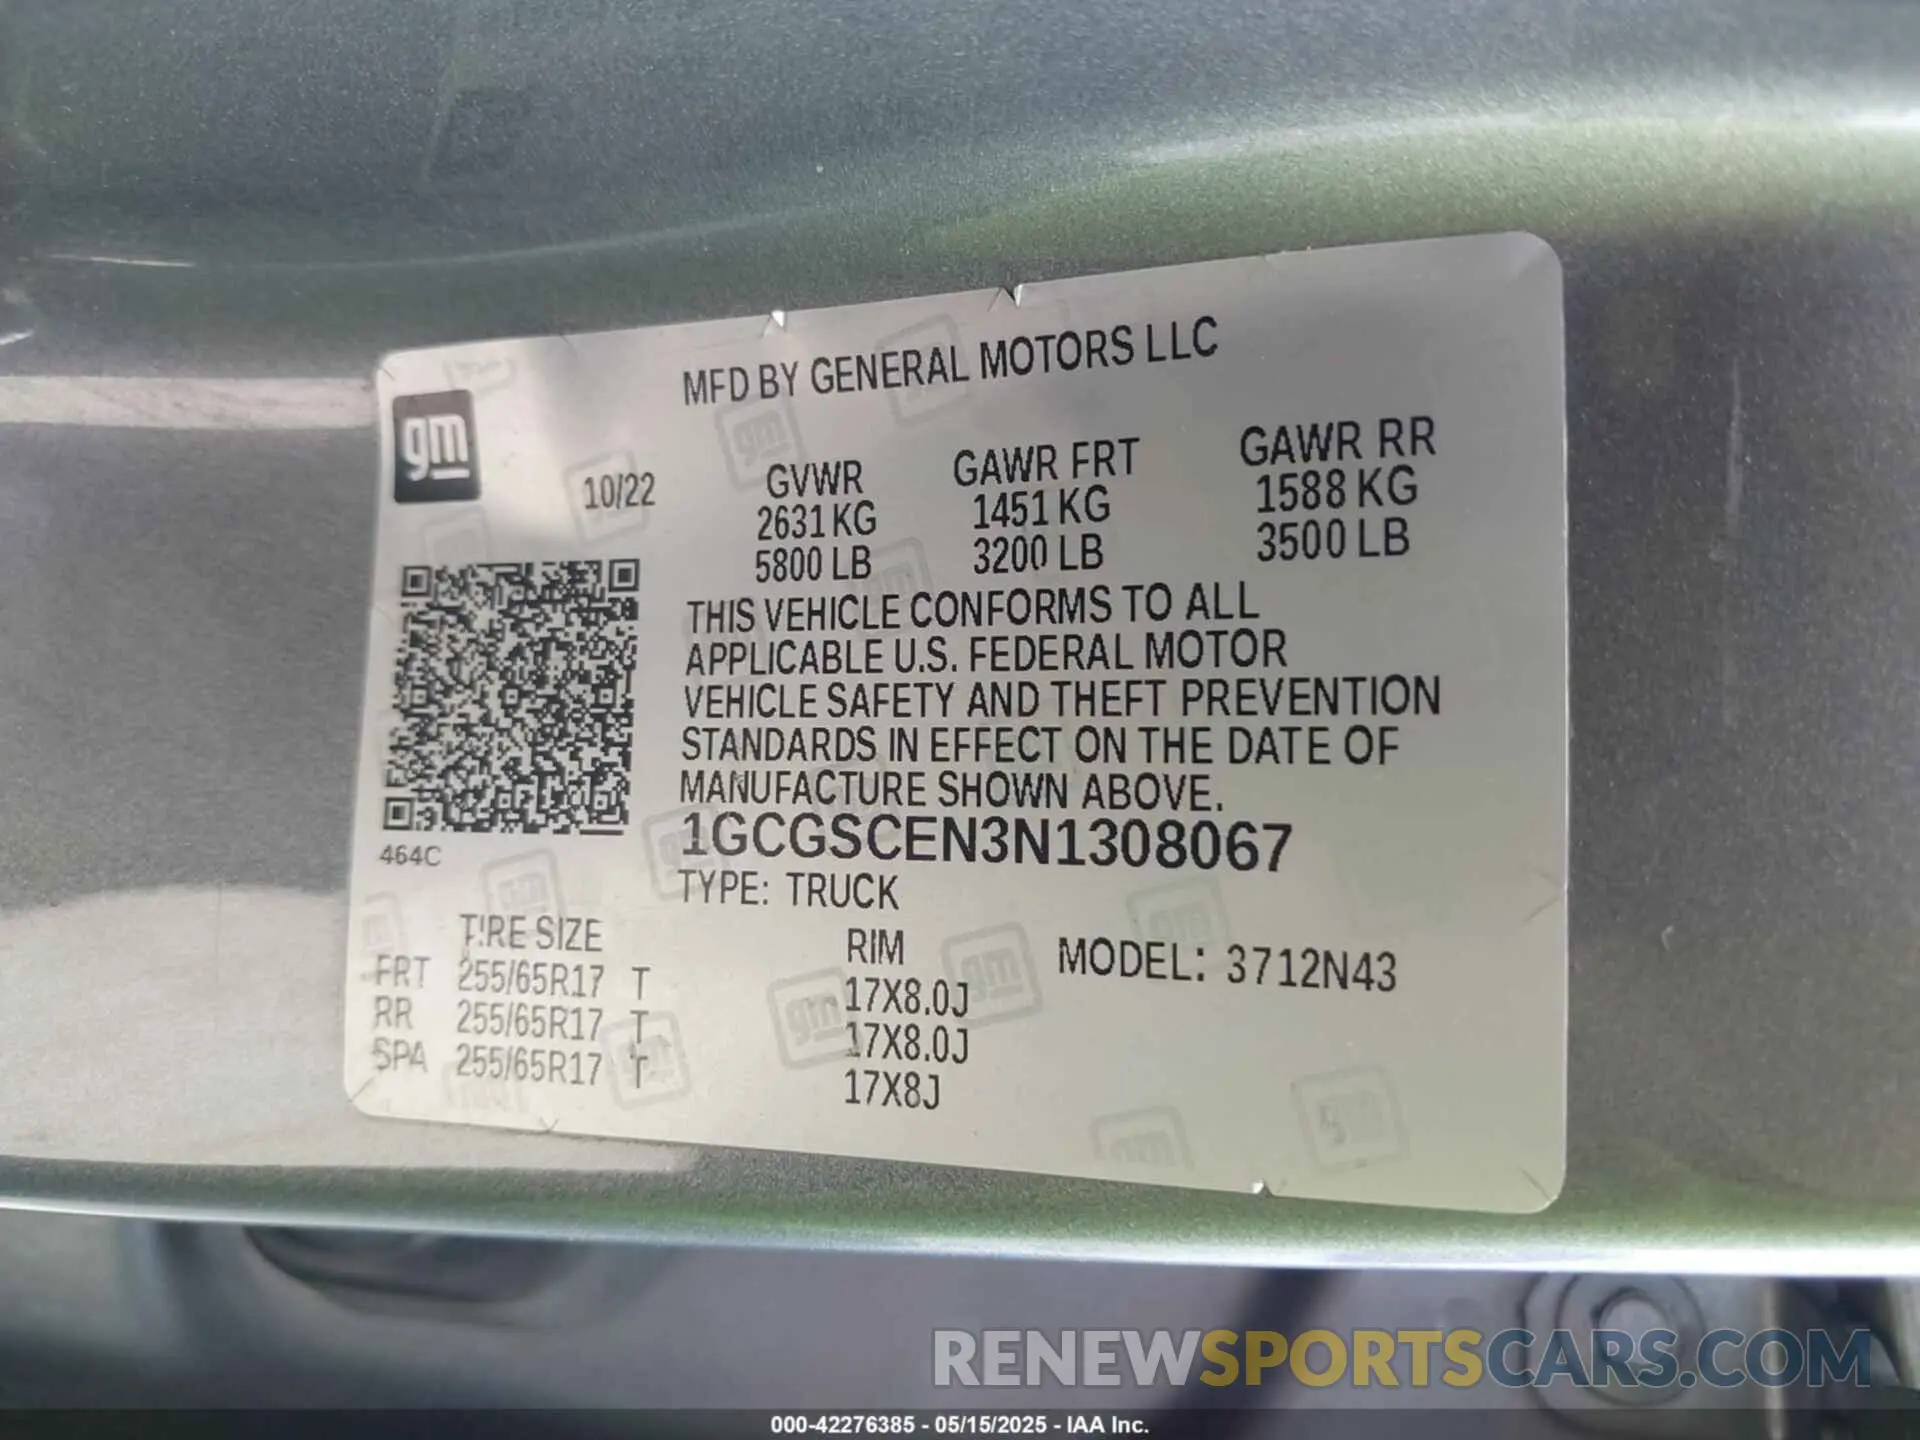 MFD BY GENERAL MOTORS LLC
gm
10/22
GVWR GAWR FRT GAWR RR
2631 KG 1451 KG 1588 KG
5800 LB 3200 LB 3500 LB
THIS VEHICLE CONFORMS TO ALL
APPLICABLE U.S. FEDERAL MOTOR
VEHICLE SAFETY AND THEFT PREVENTION
STANDARDS IN EFFECT ON THE DATE OF
MANUFACTURE SHOWN ABOVE.
1GCGSCEN3N1308067
464C
TYPE: TRUCK
TIRE SIZE RIM MODEL: 3712N43
FRT 255/65R17 T 17X8.0J
RR 255/65R17 T 17X8.0J
SPA 255/65R17 T 17X8J
RENEWSPORTSCARS.COM
000-42276385 - 05/15/2025 - IAA Inc.